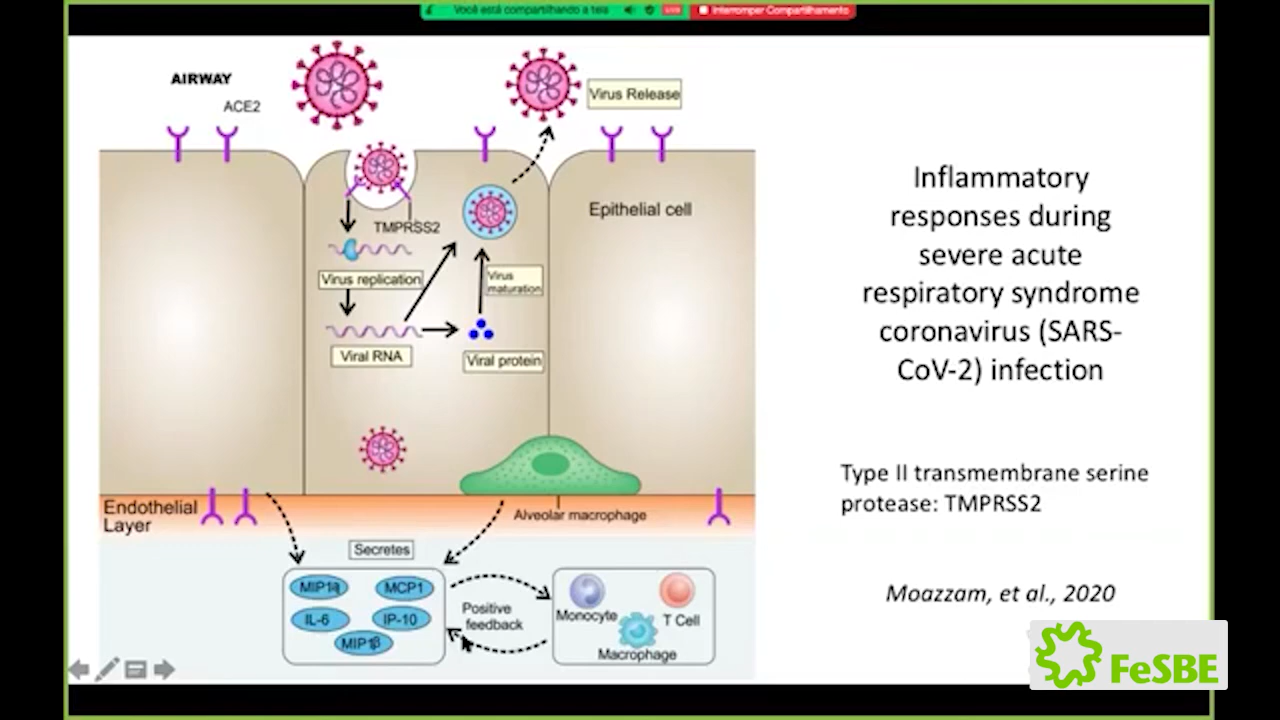 Você está compartilhando a tela
Interromper Compartilhamento
AIRWAY
ACE2
Virus Release
TMPRSS2
Epithelial cell
Virus replication
Virus
maturation
Viral RNA
Viral protein
Endothelial
Layer
Alveolar macrophage
Secretes
MIP1α
MCP1
IL-6
IP-10
MIP1β
Positive
feedback
Monocyte
T Cell
Macrophage
Inflammatory
responses during
severe acute
respiratory syndrome
coronavirus (SARS-
CoV-2) infection
Type II transmembrane serine
protease: TMPRSS2
Moazzam, et al., 2020
FeSBE